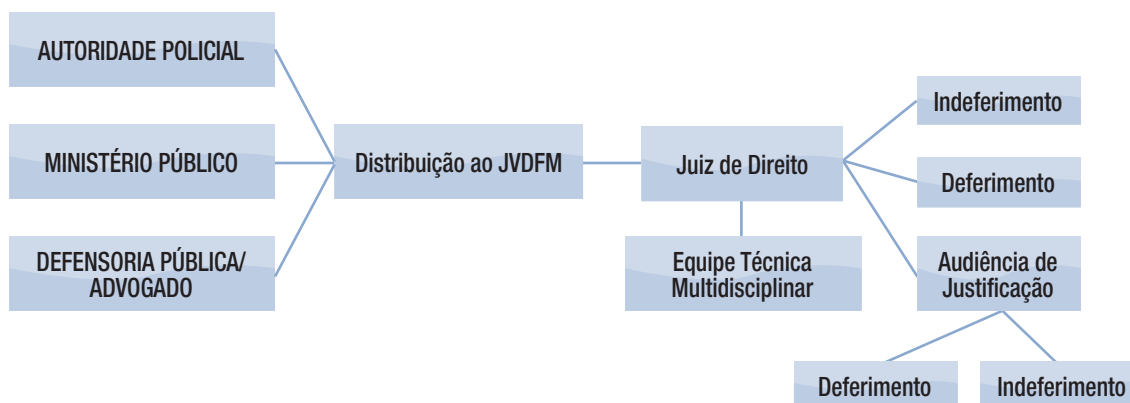 AUTORIDADE POLICIAL
MINISTÉRIO PÚBLICO
DEFENSORIA PÚBLICA/
ADVOGADO
Distribuição ao JVDFM
Juiz de Direito
Equipe Técnica
Multidisciplinar
Indeferimento
Deferimento
Audiência de
Justificação
Deferimento
Indeferimento